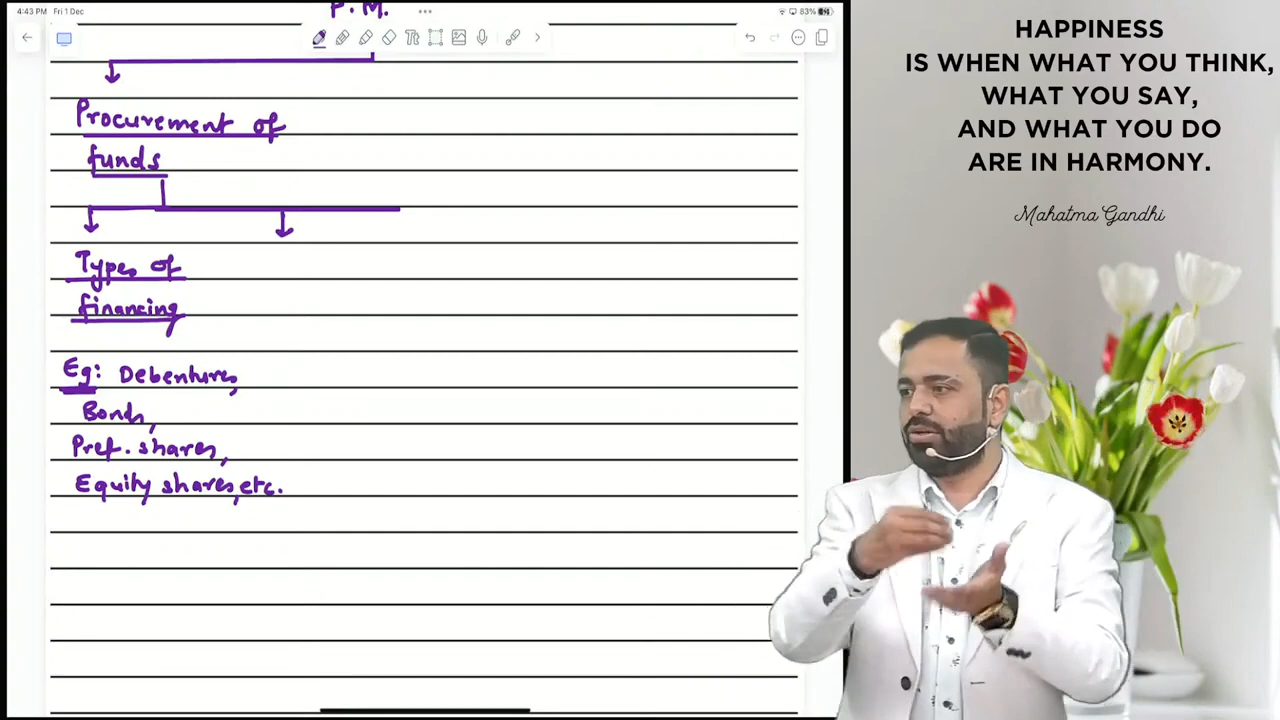 4:43 PM Fri 1 Dec
83%
F.M.
Procurement of
funds
Types of
financing
Eg: Debentures,
Bonds,
Pref. shares,
Equity shares, etc.
HAPPINESS
IS WHEN WHAT YOU THINK,
WHAT YOU SAY,
AND WHAT YOU DO
ARE IN HARMONY.
Mahatma Gandhi